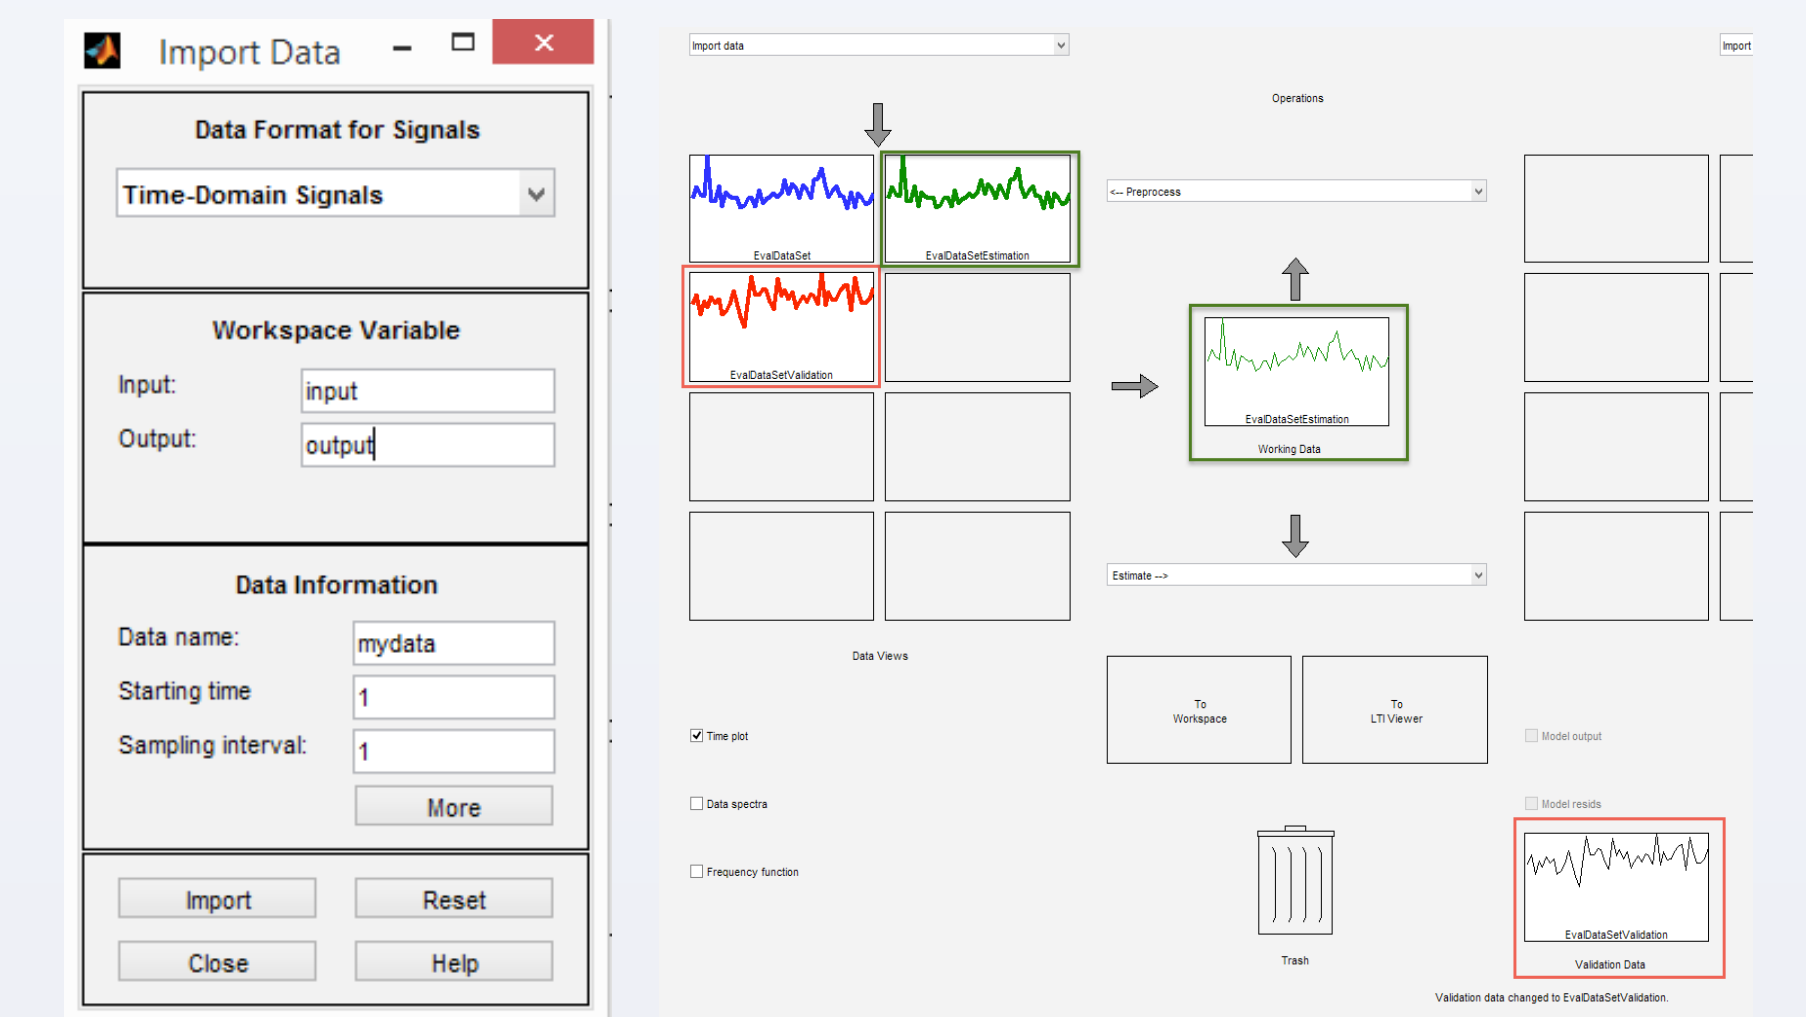 Import Data
Data Format for Signals
Time-Domain Signals
Workspace Variable
Input:
input
Output:
output
Data Information
Data name:
mydata
Starting time
1
Sampling interval:
1
More
Import
Reset
Close
Help
Import data
Import
Operations
EvalDataSet
EvalDataSetEstimation
<-- Preprocess
EvalDataSetValidation
EvalDataSetEstimation
Working Data
Estimate -->
Data Views
To
Workspace
To
LTI Viewer
Time plot
Model output
Data spectra
Model resids
Frequency function
EvalDataSetValidation
Trash
Validation Data
Validation data changed to EvalDataSetValidation.